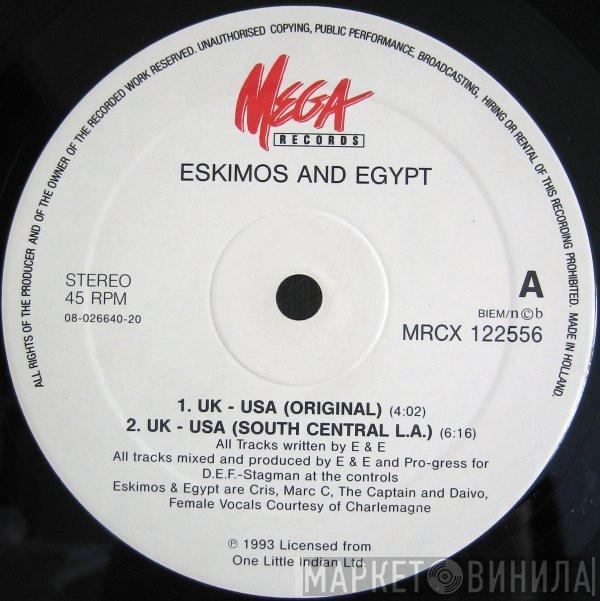 ALL RIGHTS OF THE PRODUCER AND OF THE OWNER OF THE RECORDED WORK RESERVED. UNAUTHORISED COPYING, PUBLIC PERFORMANCE, BROADCASTING, HIRING OR RENTAL OF THIS RECORDING PROHIBITED. MADE IN HOLLAND.
MEGA
RECORDS
ESKIMOS AND EGYPT
STEREO
45 RPM
08-026640-20
A
BIEM/n©b
MRCX 122556
1. UK - USA (ORIGINAL) (4:02)
2. UK - USA (SOUTH CENTRAL L.A.) (6:16)
All Tracks written by E & E
All tracks mixed and produced by E & E and Pro-gress for
D.E.F.-Stagman at the controls
Eskimos & Egypt are Cris, Marc C, The Captain and Daivo,
Female Vocals Courtesy of Charlemagne
℗ 1993 Licensed from
One Little Indian Ltd.
МАРКЕТ ВИНИЛА